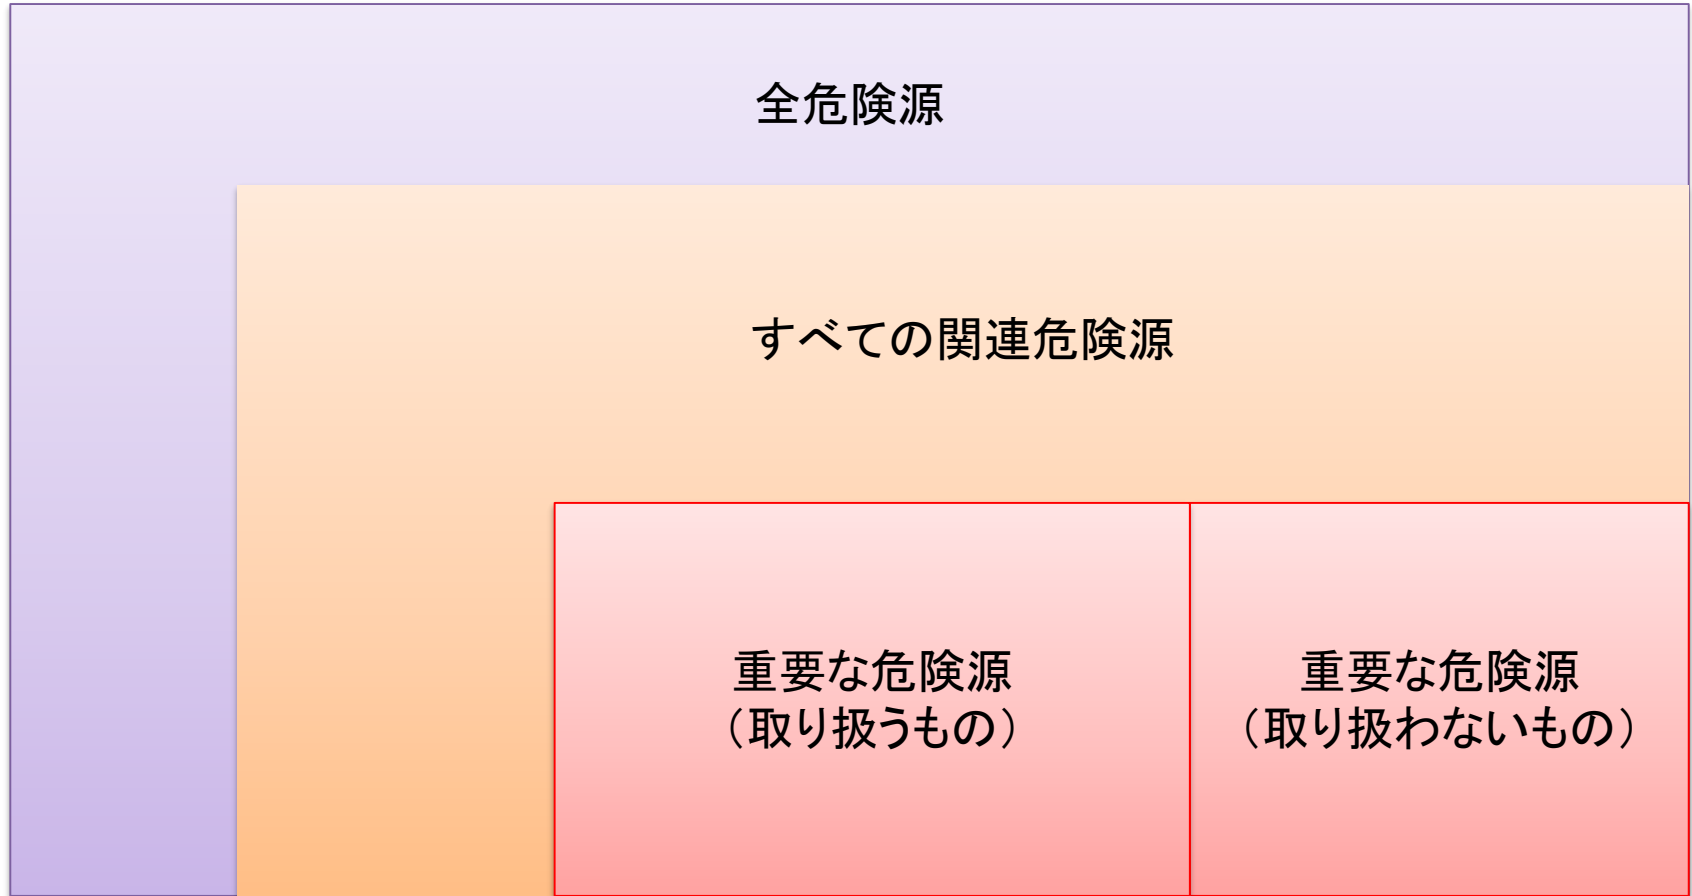 全危険源
すべての関連危険源
重要な危険源
（取り扱うもの）
重要な危険源
（取り扱わないもの）